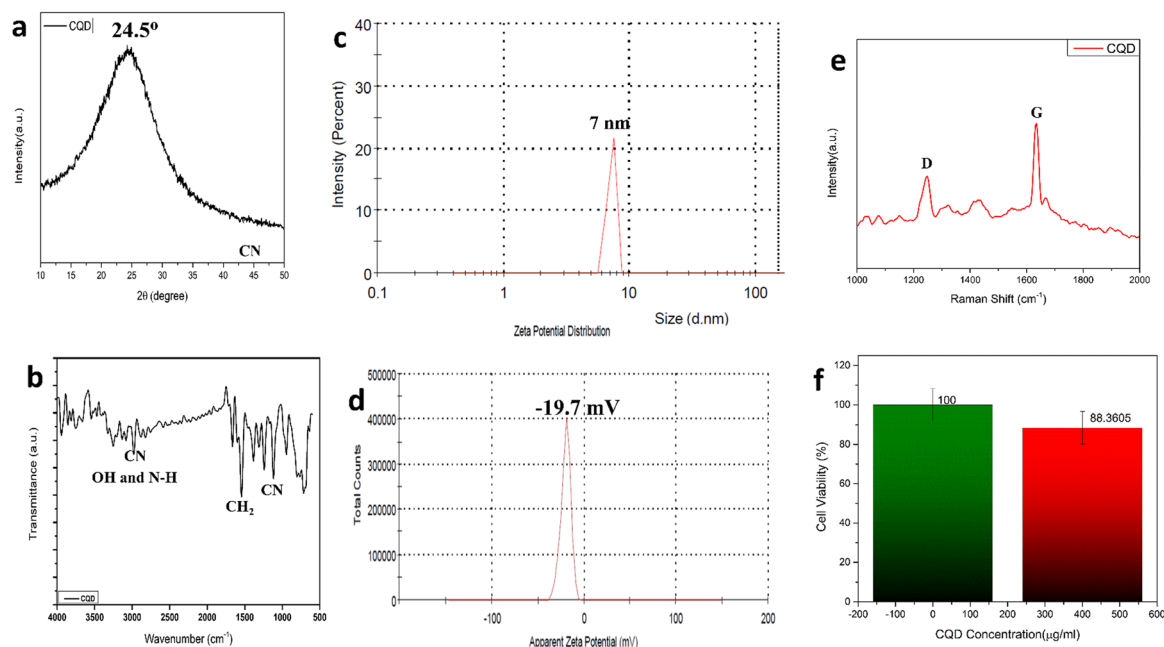 a
CQD
24.5º
Intensity(a.u.)
CN
10 15 20 25 30 35 40 45 50
2θ (degree)
c
40
30
20
10
0
Intensity (Percent)
7 nm
0.1 1 10 100
Size (d.nm)
e
CQD
D
G
Intensity(a.u.)
1000 1200 1400 1600 1800 2000
Raman Shift (cm-1)
b
Transmittance (a.u.)
CN
OH and N-H
CH2
CN
CQD
4000 3500 3000 2500 2000 1500 1000 500
Wavenumber (cm-1)
Zeta Potential Distribution
d
500000
400000
300000
200000
100000
0
Total Counts
-19.7 mV
-100 0 100 200
Apparent Zeta Potential (mV)
f
120
100
80
60
40
20
0
Cell Viability (%)
100
88.3605
-200 -100 0 100 200 300 400 500 600
CQD Concentration(μg/ml)